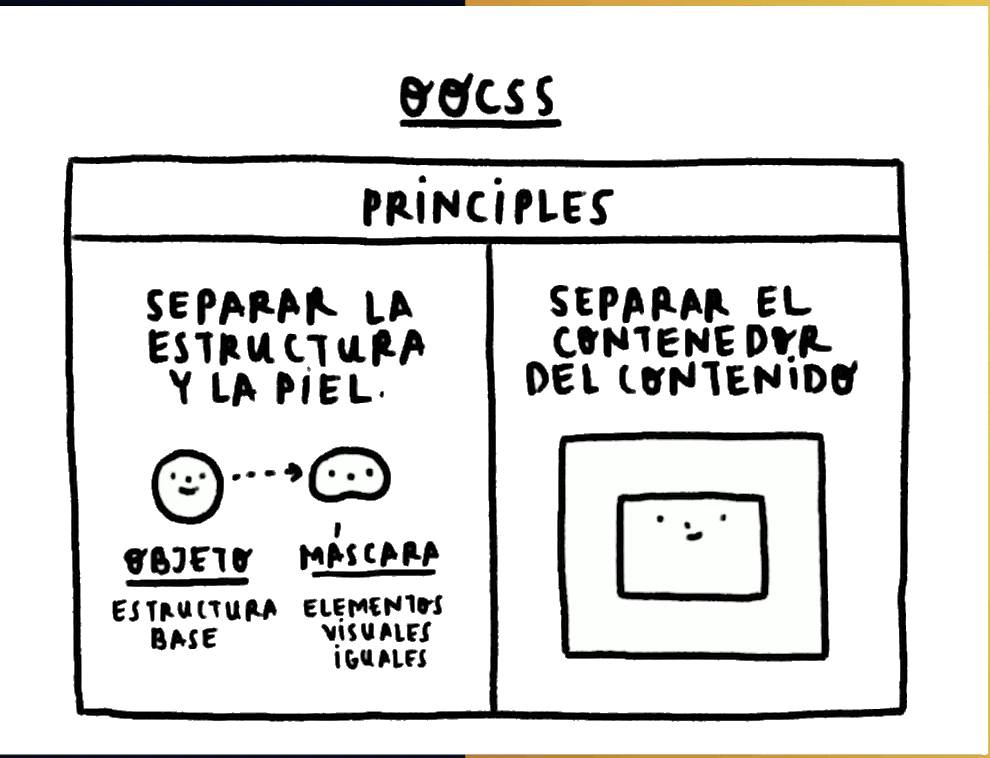 OOCSS
PRINCIPLES
SEPARAR LA
ESTRUCTURA
Y LA PIEL.
OBJETO
ESTRUCTURA
BASE
MÁSCARA
ELEMENTOS
VISUALES
IGUALES
SEPARAR EL
CONTENEDOR
DEL CONTENIDO